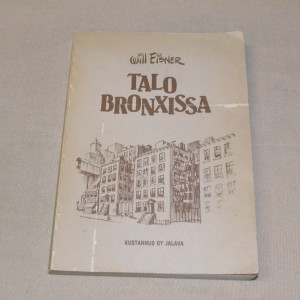 Will Eisner
TALO
BRONXISSA
KUSTANNUS OY JALAVA